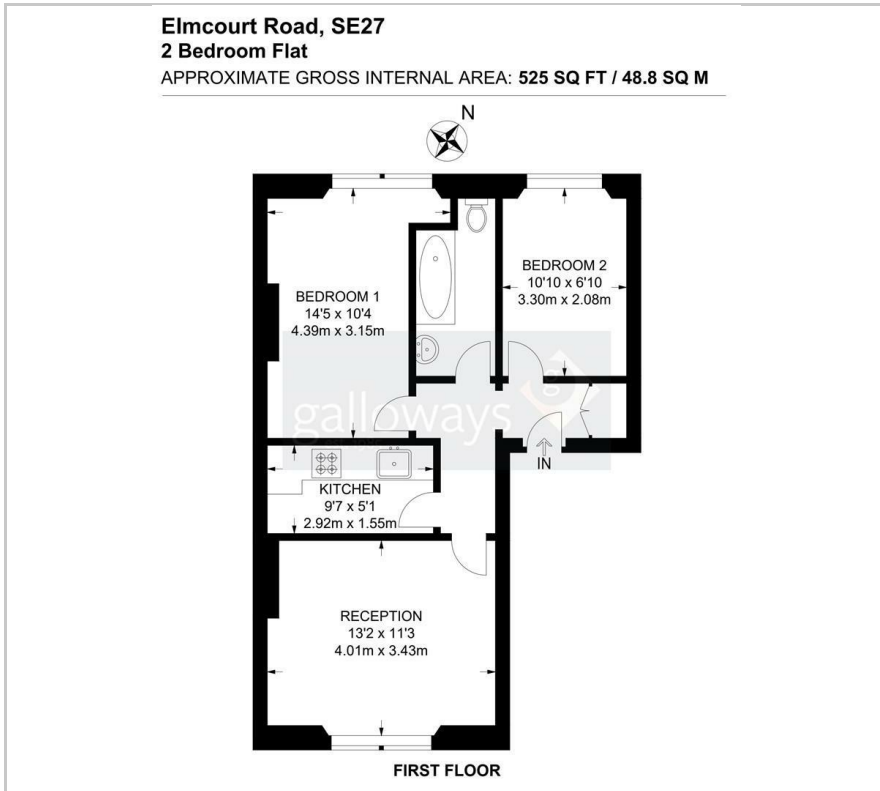 Elmcourt Road, SE27
2 Bedroom Flat
APPROXIMATE GROSS INTERNAL AREA: 525 SQ FT / 48.8 SQ M
N
BEDROOM 1
14'5 x 10'4
4.39m x 3.15m
BEDROOM 2
10'10 x 6'10
3.30m x 2.08m
galloways
g
IN
KITCHEN
9'7 x 5'1
2.92m x 1.55m
RECEPTION
13'2 x 11'3
4.01m x 3.43m
FIRST FLOOR